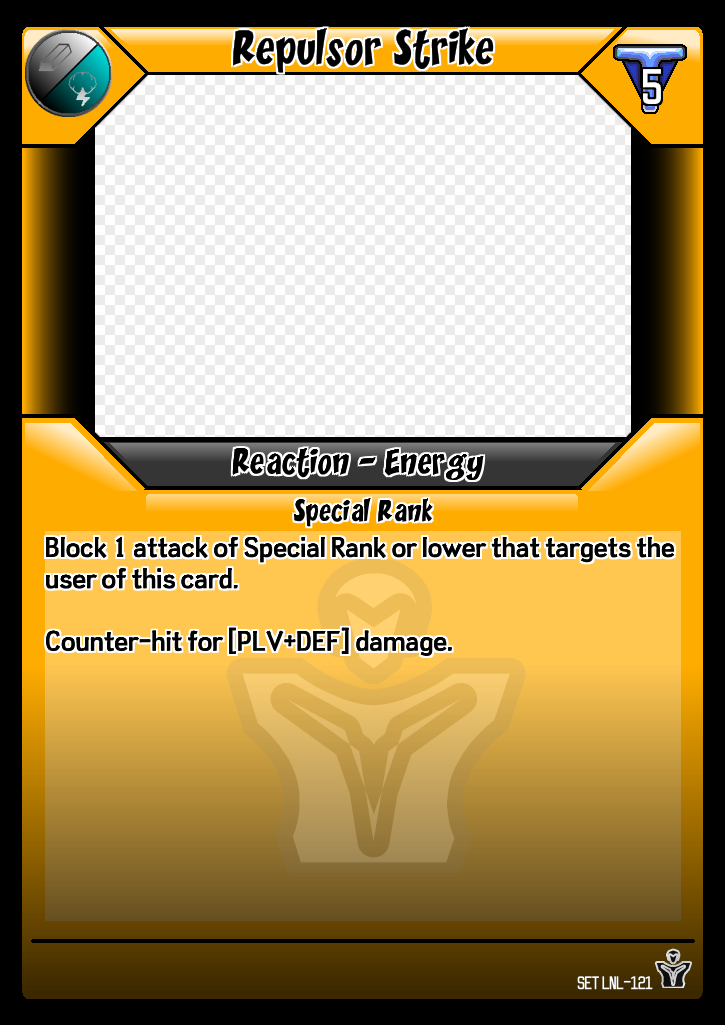 Repulsor Strike
5
Reaction - Energy
Special Rank
Block 1 attack of Special Rank or lower that targets the
user of this card.
Counter-hit for [PLV+DEF] damage.
SET LNL-121